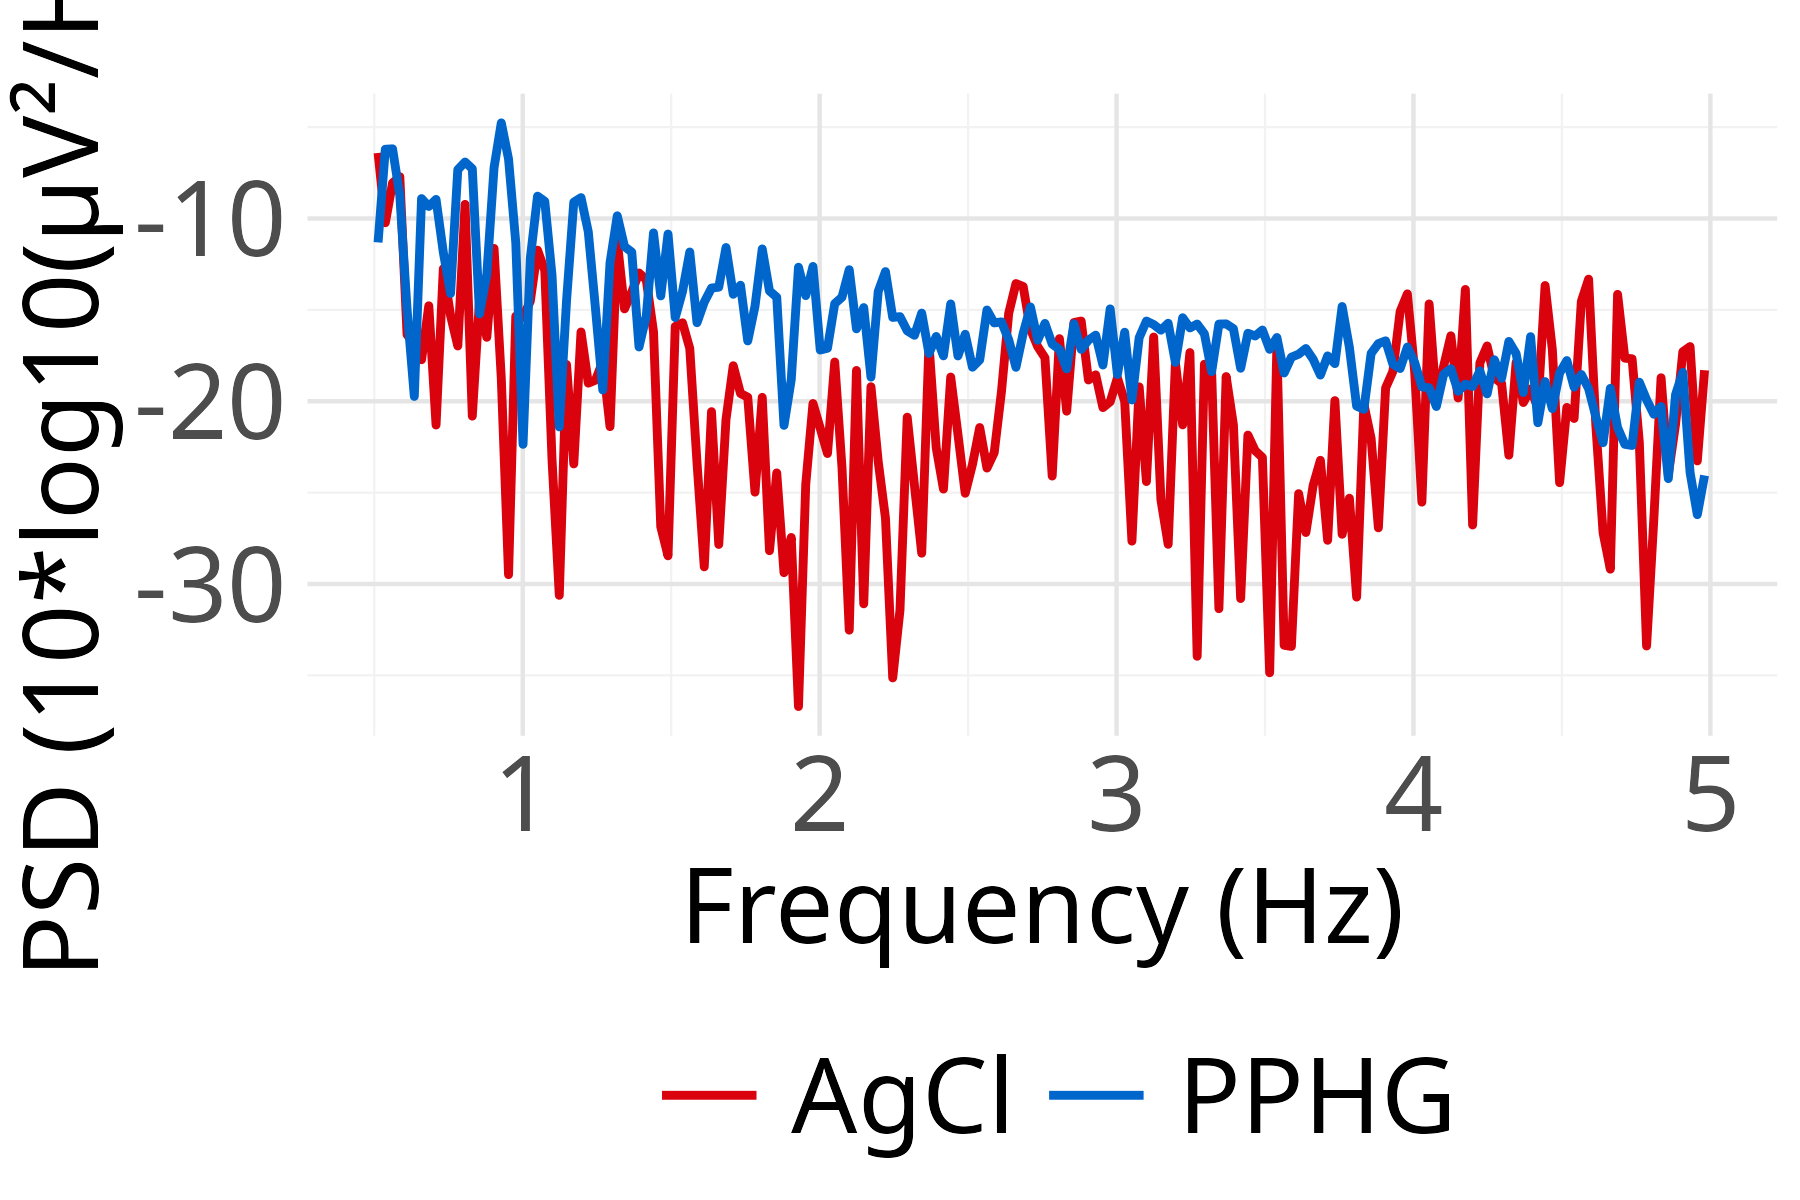 PSD (10*log10(μV²/H
-10
-20
-30
1 2 3 4 5
Frequency (Hz)
AgCl PPHG